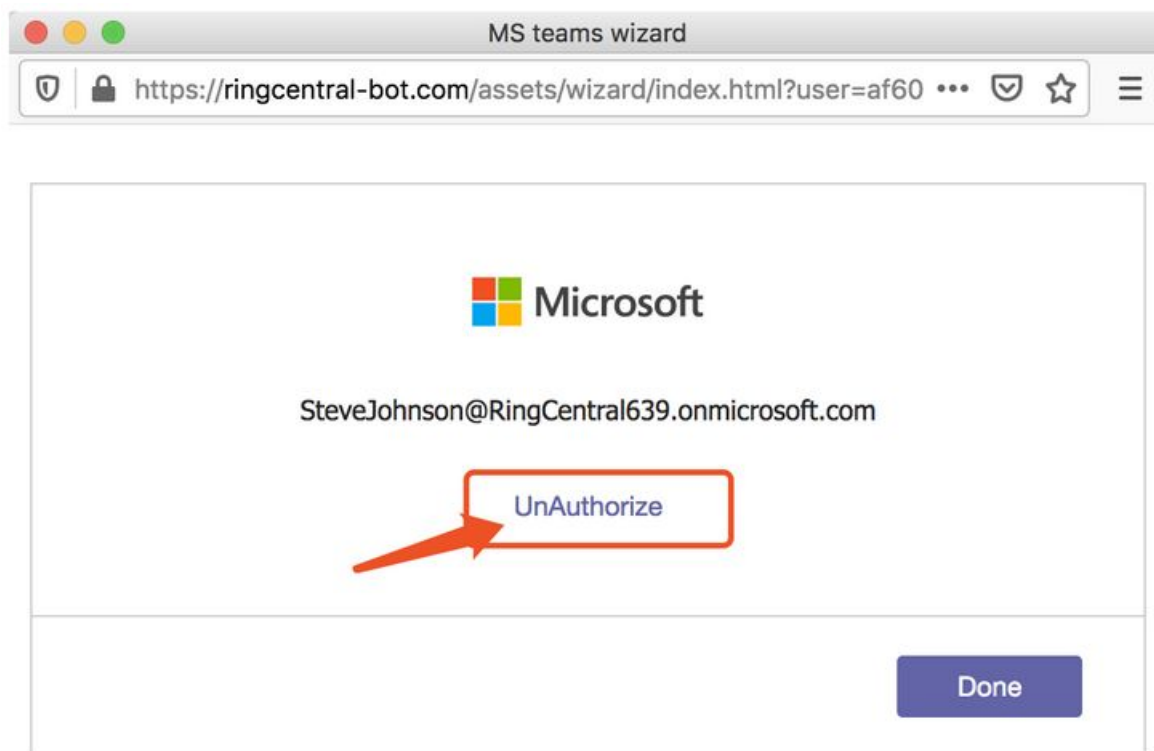 MS teams wizard
https://ringcentral-bot.com/assets/wizard/index.html?user=af60 •••
Microsoft
SteveJohnson@RingCentral639.onmicrosoft.com
UnAuthorize
Done